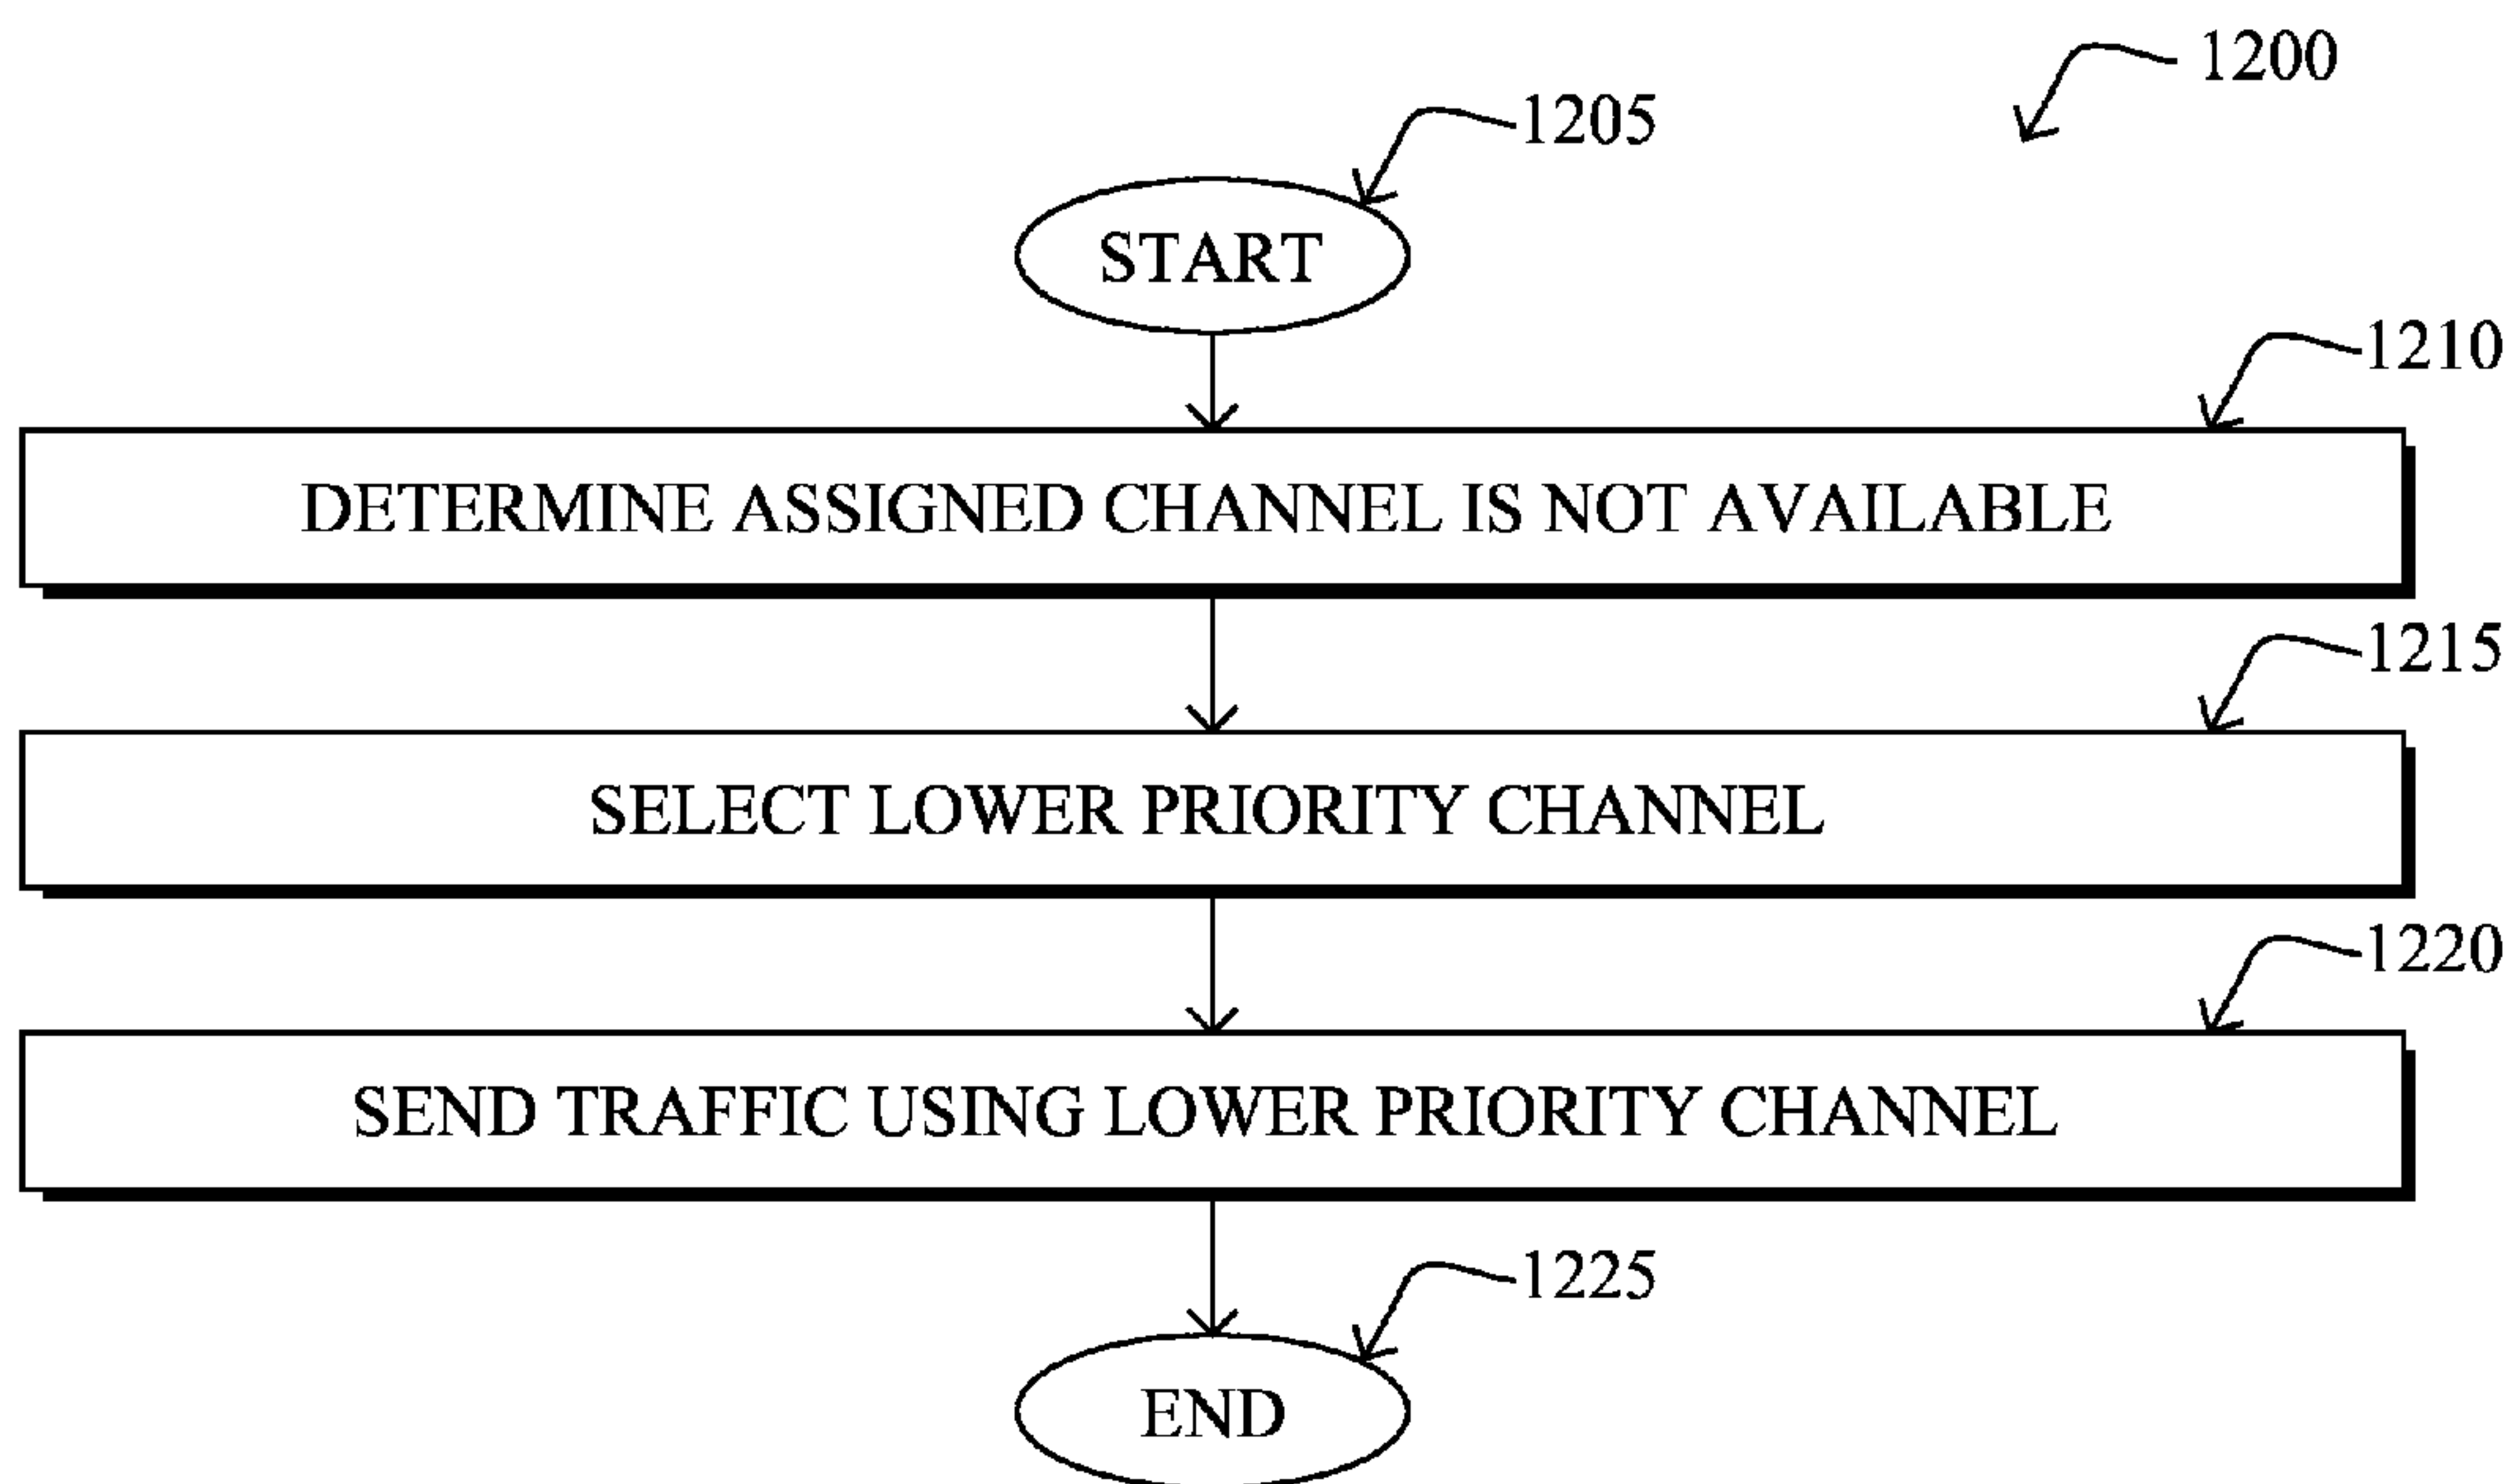 1200
1205
START
1210
DETERMINE ASSIGNED CHANNEL IS NOT AVAILABLE
1215
SELECT LOWER PRIORITY CHANNEL
1220
SEND TRAFFIC USING LOWER PRIORITY CHANNEL
1225
END